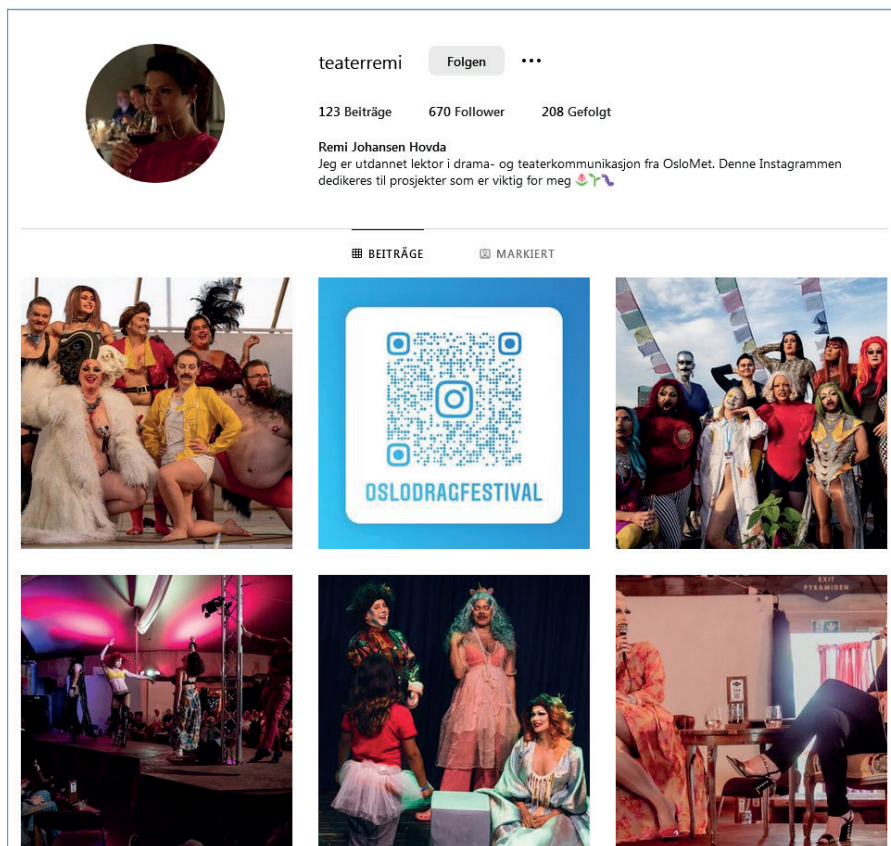 teaterremi Folgen
123 Beiträge 670 Follower 208 Gefolgt
Remi Johansen Hovda
Jeg er utdannet lektor i drama- og teaterkommunikasjon fra OsloMet. Denne Instagrammen
dedikeres til prosjekter som er viktig for meg
BEITRÄGE MARKIERT
OSLODRAGFESTIVAL
EXIT
PYRAMIDEN